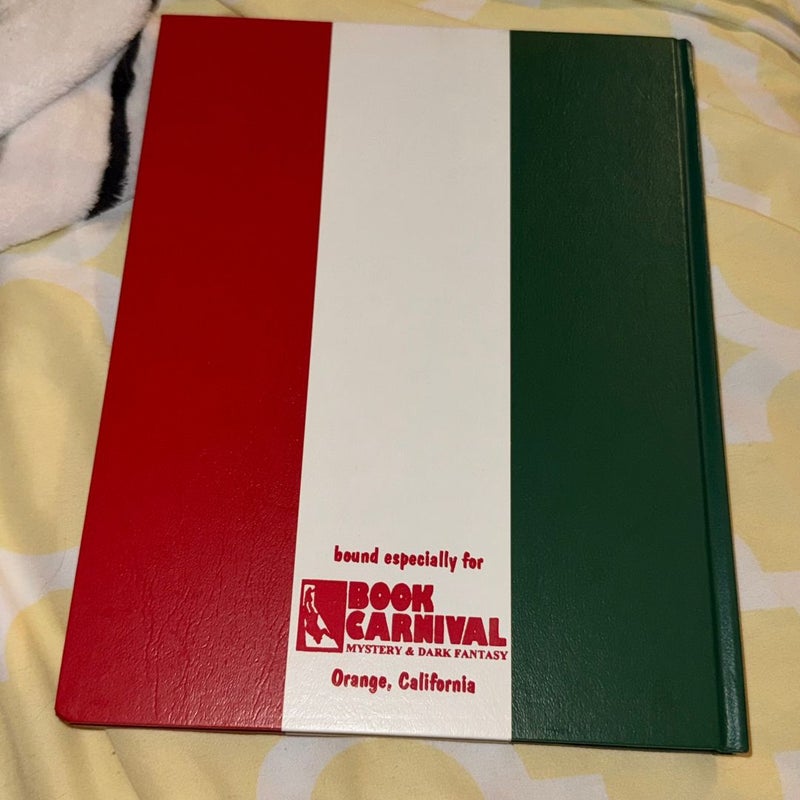 bound especially for
BOOK
CARNIVAL
MYSTERY & DARK FANTASY
Orange, California